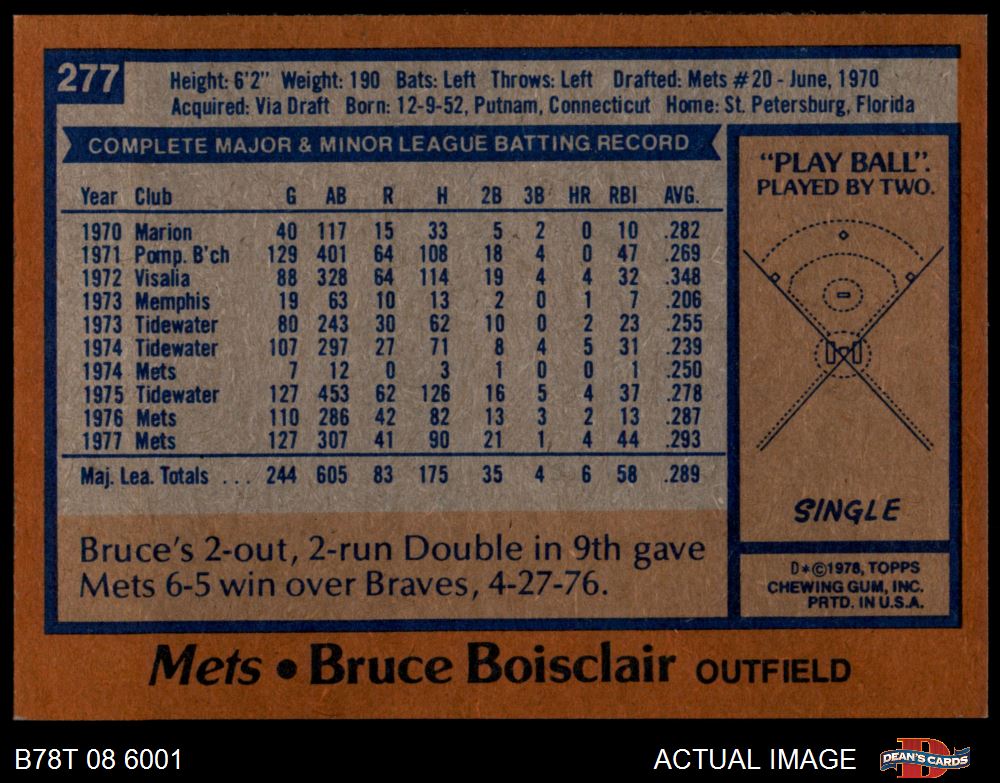 277
Height: 6'2" Weight: 190 Bats: Left Throws: Left Drafted: Mets #20 - June, 1970
Acquired: Via Draft Born: 12-9-52, Putnam, Connecticut Home: St. Petersburg, Florida
COMPLETE MAJOR & MINOR LEAGUE BATTING RECORD
Year Club G AB R H 2B 3B HR RBI AVG.
1970 Marion 40 117 15 33 5 2 0 10 .282
1971 Pomp. B'ch 129 401 64 108 18 4 0 47 .269
1972 Visalia 88 328 64 114 19 4 4 32 .348
1973 Memphis 19 63 10 13 2 0 1 7 .206
1973 Tidewater 80 243 30 62 10 0 2 23 .255
1974 Tidewater 107 297 27 71 8 4 5 31 .239
1974 Mets 7 12 0 3 1 0 0 1 .250
1975 Tidewater 127 453 62 126 16 5 4 37 .278
1976 Mets 110 286 42 82 13 3 2 13 .287
1977 Mets 127 307 41 90 21 1 4 44 .293
Maj. Lea. Totals ... 244 605 83 175 35 4 6 58 .289
Bruce's 2-out, 2-run Double in 9th gave
Mets 6-5 win over Braves, 4-27-76.
"PLAY BALL".
PLAYED BY TWO.
SINGLE
D*©1978, TOPPS
CHEWING GUM, INC.
PRTD. IN U.S.A.
Mets • Bruce Boisclair OUTFIELD
B78T 08 6001
ACTUAL IMAGE
D
DEAN'S CARDS